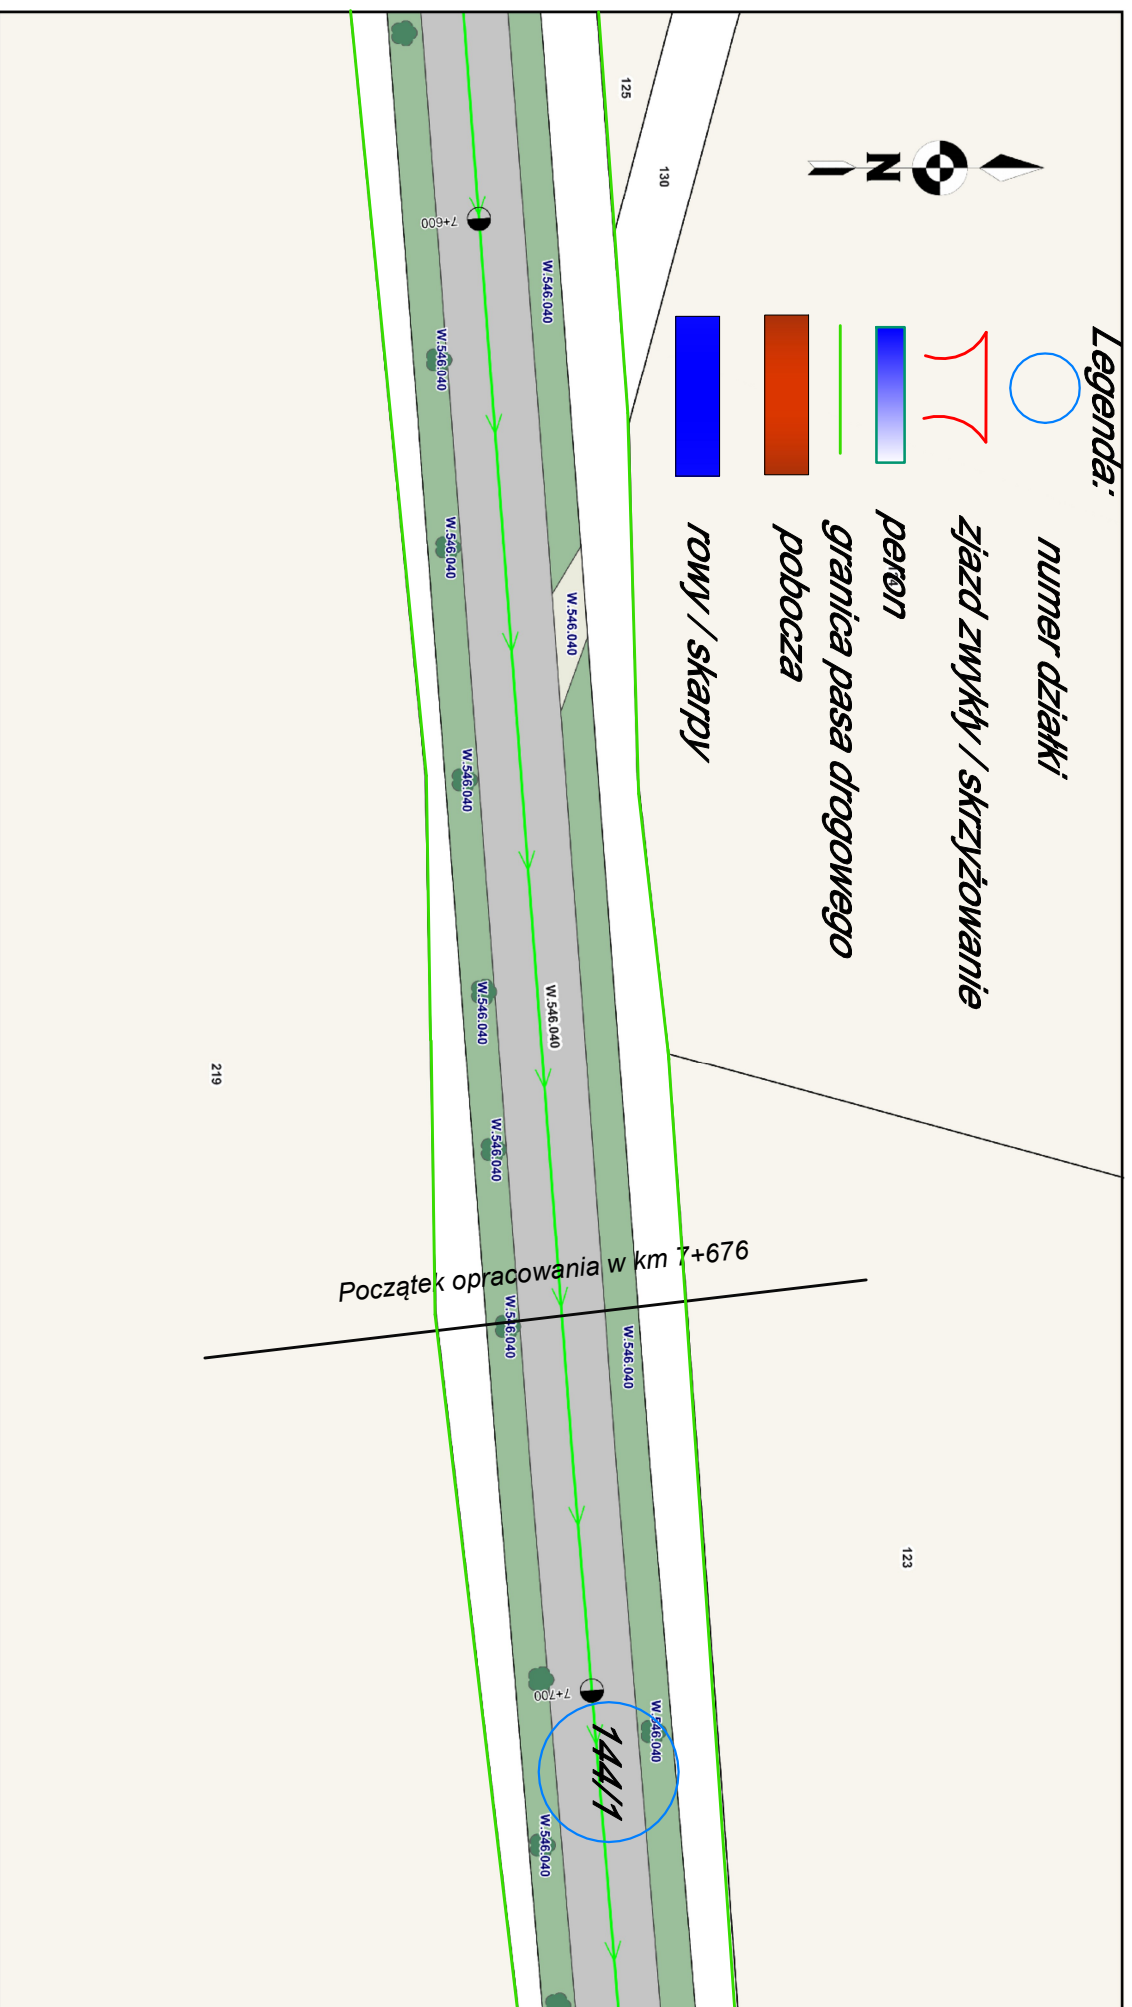 Legenda:
numer działki
zjazd zwykły / skrzyżowanie
peron
granica pasa drogowego
pobocza
rowy / skarpy
N
125
130
7+600
W.546.040
W.546.040
W.546.040
W.546.040
W.546.040
W.546.040
W.546.040
W.546.040
219
Początek opracowania w km 7+676
W.546.040
W.546.040
123
7+700
W.546.040
144/1
W.546.040